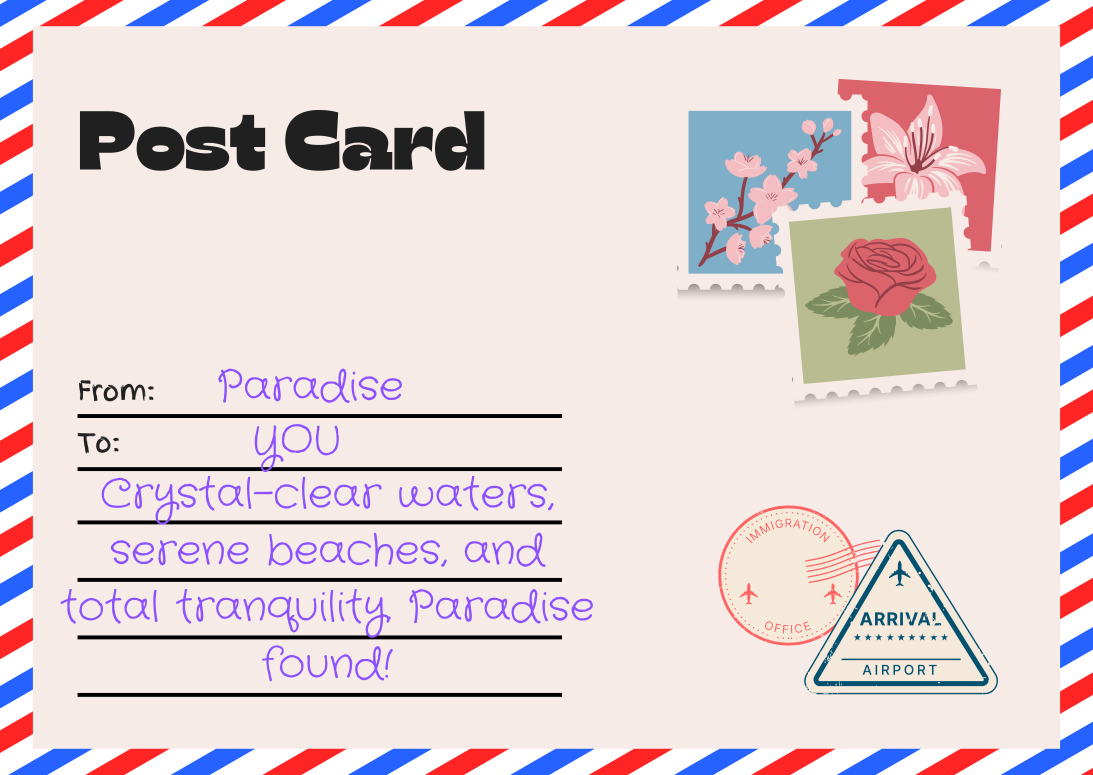 Post Card
From: Paradise
To: YOU
Crystal-clear waters,
serene beaches, and
total tranquility. Paradise
found!
IMMIGRATION
OFFICE
ARRIVAL
AIRPORT